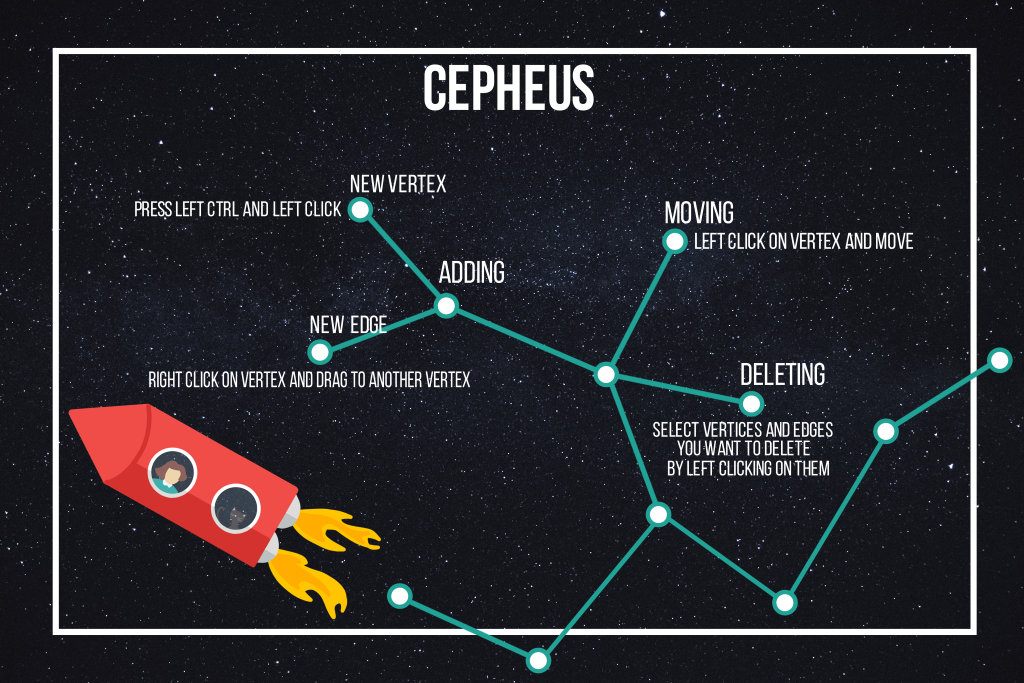 CEPHEUS
NEW VERTEX
PRESS LEFT CTRL AND LEFT CLICK
ADDING
NEW EDGE
RIGHT CLICK ON VERTEX AND DRAG TO ANOTHER VERTEX
MOVING
LEFT CLICK ON VERTEX AND MOVE
DELETING
SELECT VERTICES AND EDGES
YOU WANT TO DELETE
BY LEFT CLICKING ON THEM